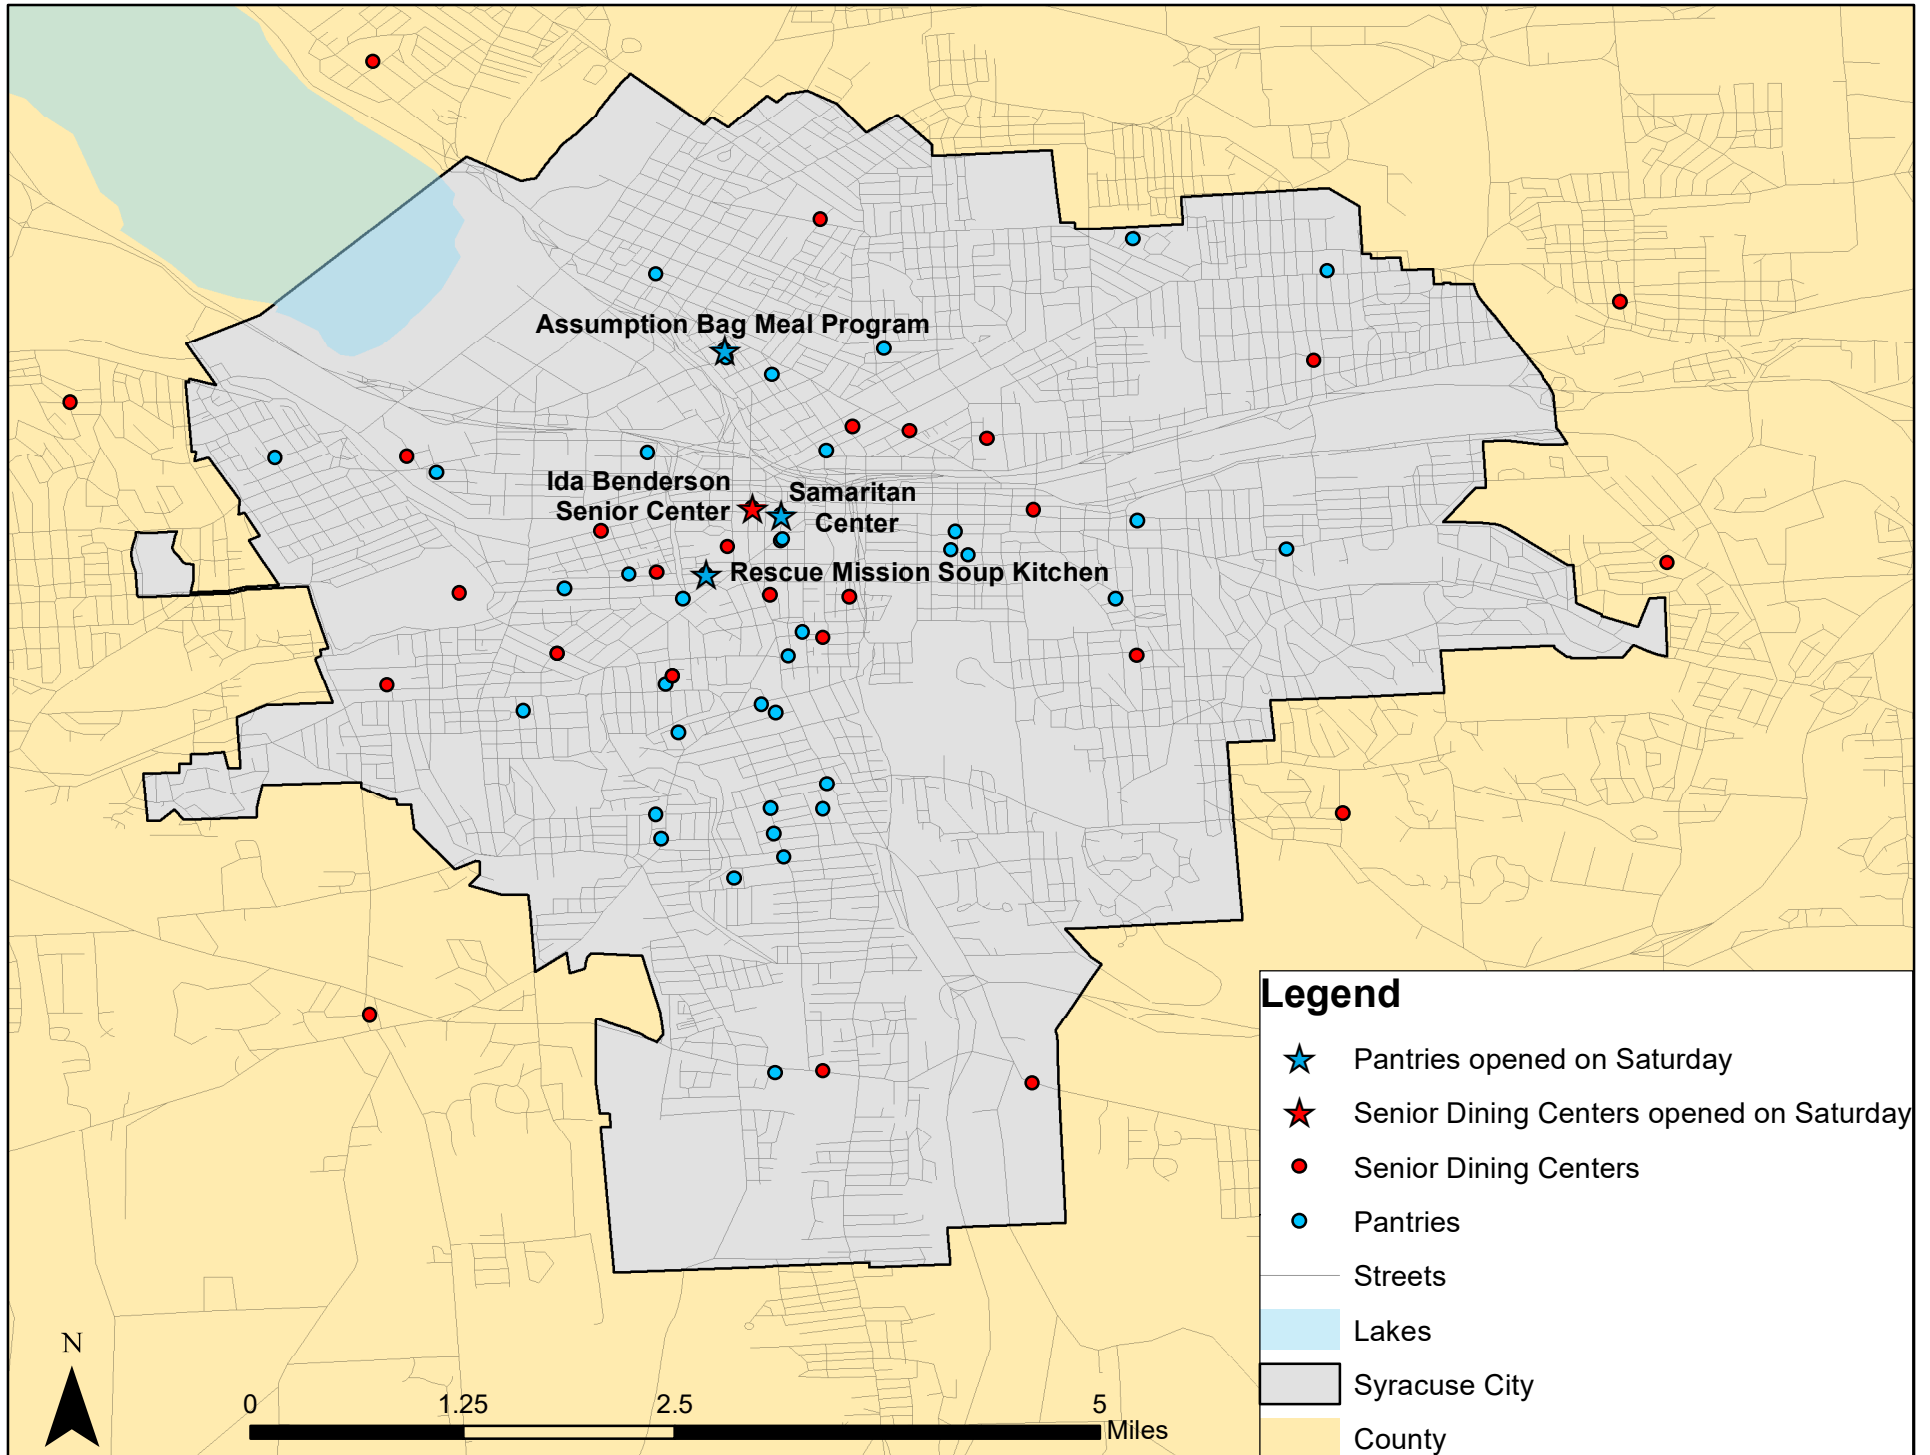 Assumption Bag Meal Program
Ida Benderson
Senior Center
Samaritan
Center
Rescue Mission Soup Kitchen
Legend
Pantries opened on Saturday
Senior Dining Centers opened on Saturday
Senior Dining Centers
Pantries
Streets
Lakes
Syracuse City
County
N
0 1.25 2.5 5
Miles